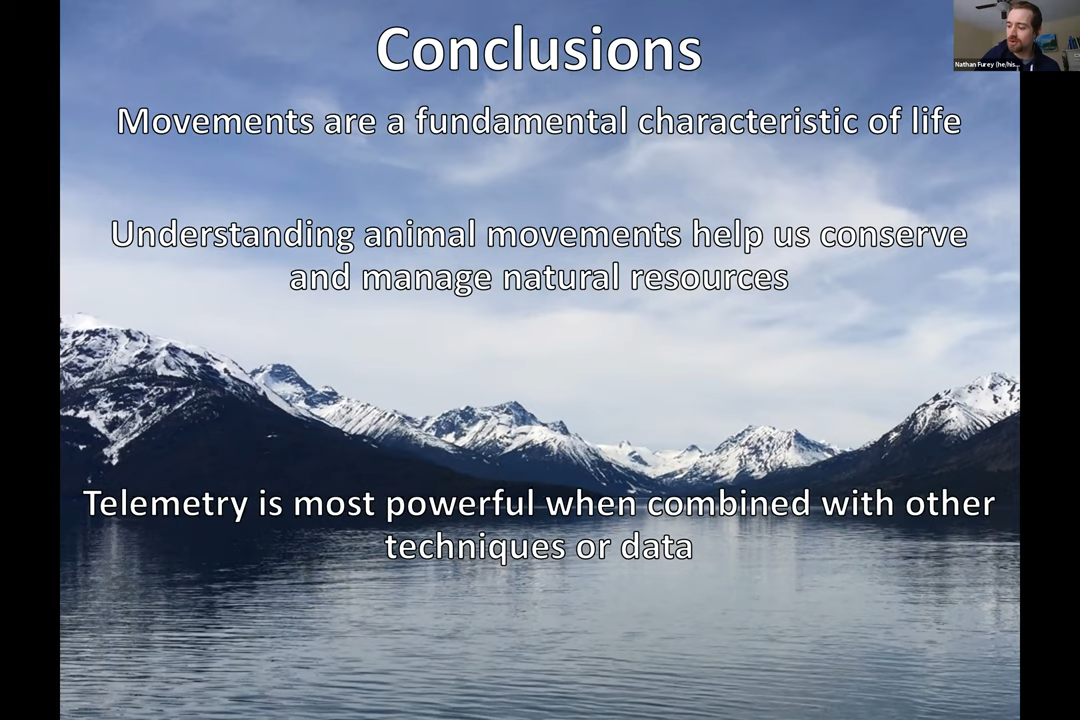 Conclusions
Nathan Furey (he/his...
Movements are a fundamental characteristic of life
Understanding animal movements help us conserve
and manage natural resources
Telemetry is most powerful when combined with other
techniques or data